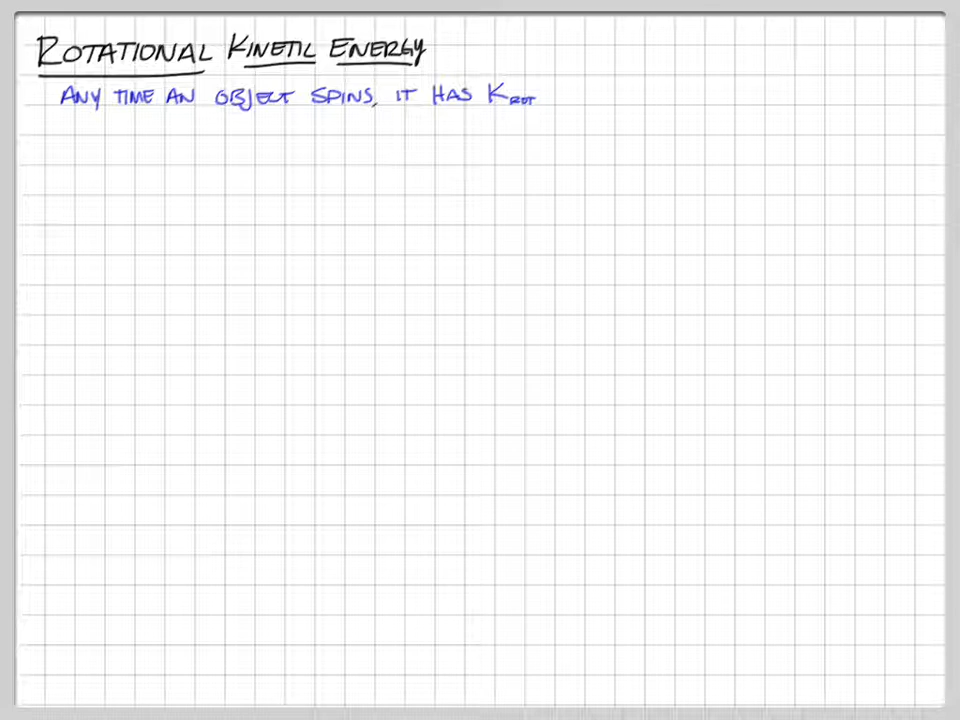 ROTATIONAL KINETIC ENERGY
ANY TIME AN OBJECT SPINS, IT HAS KROT